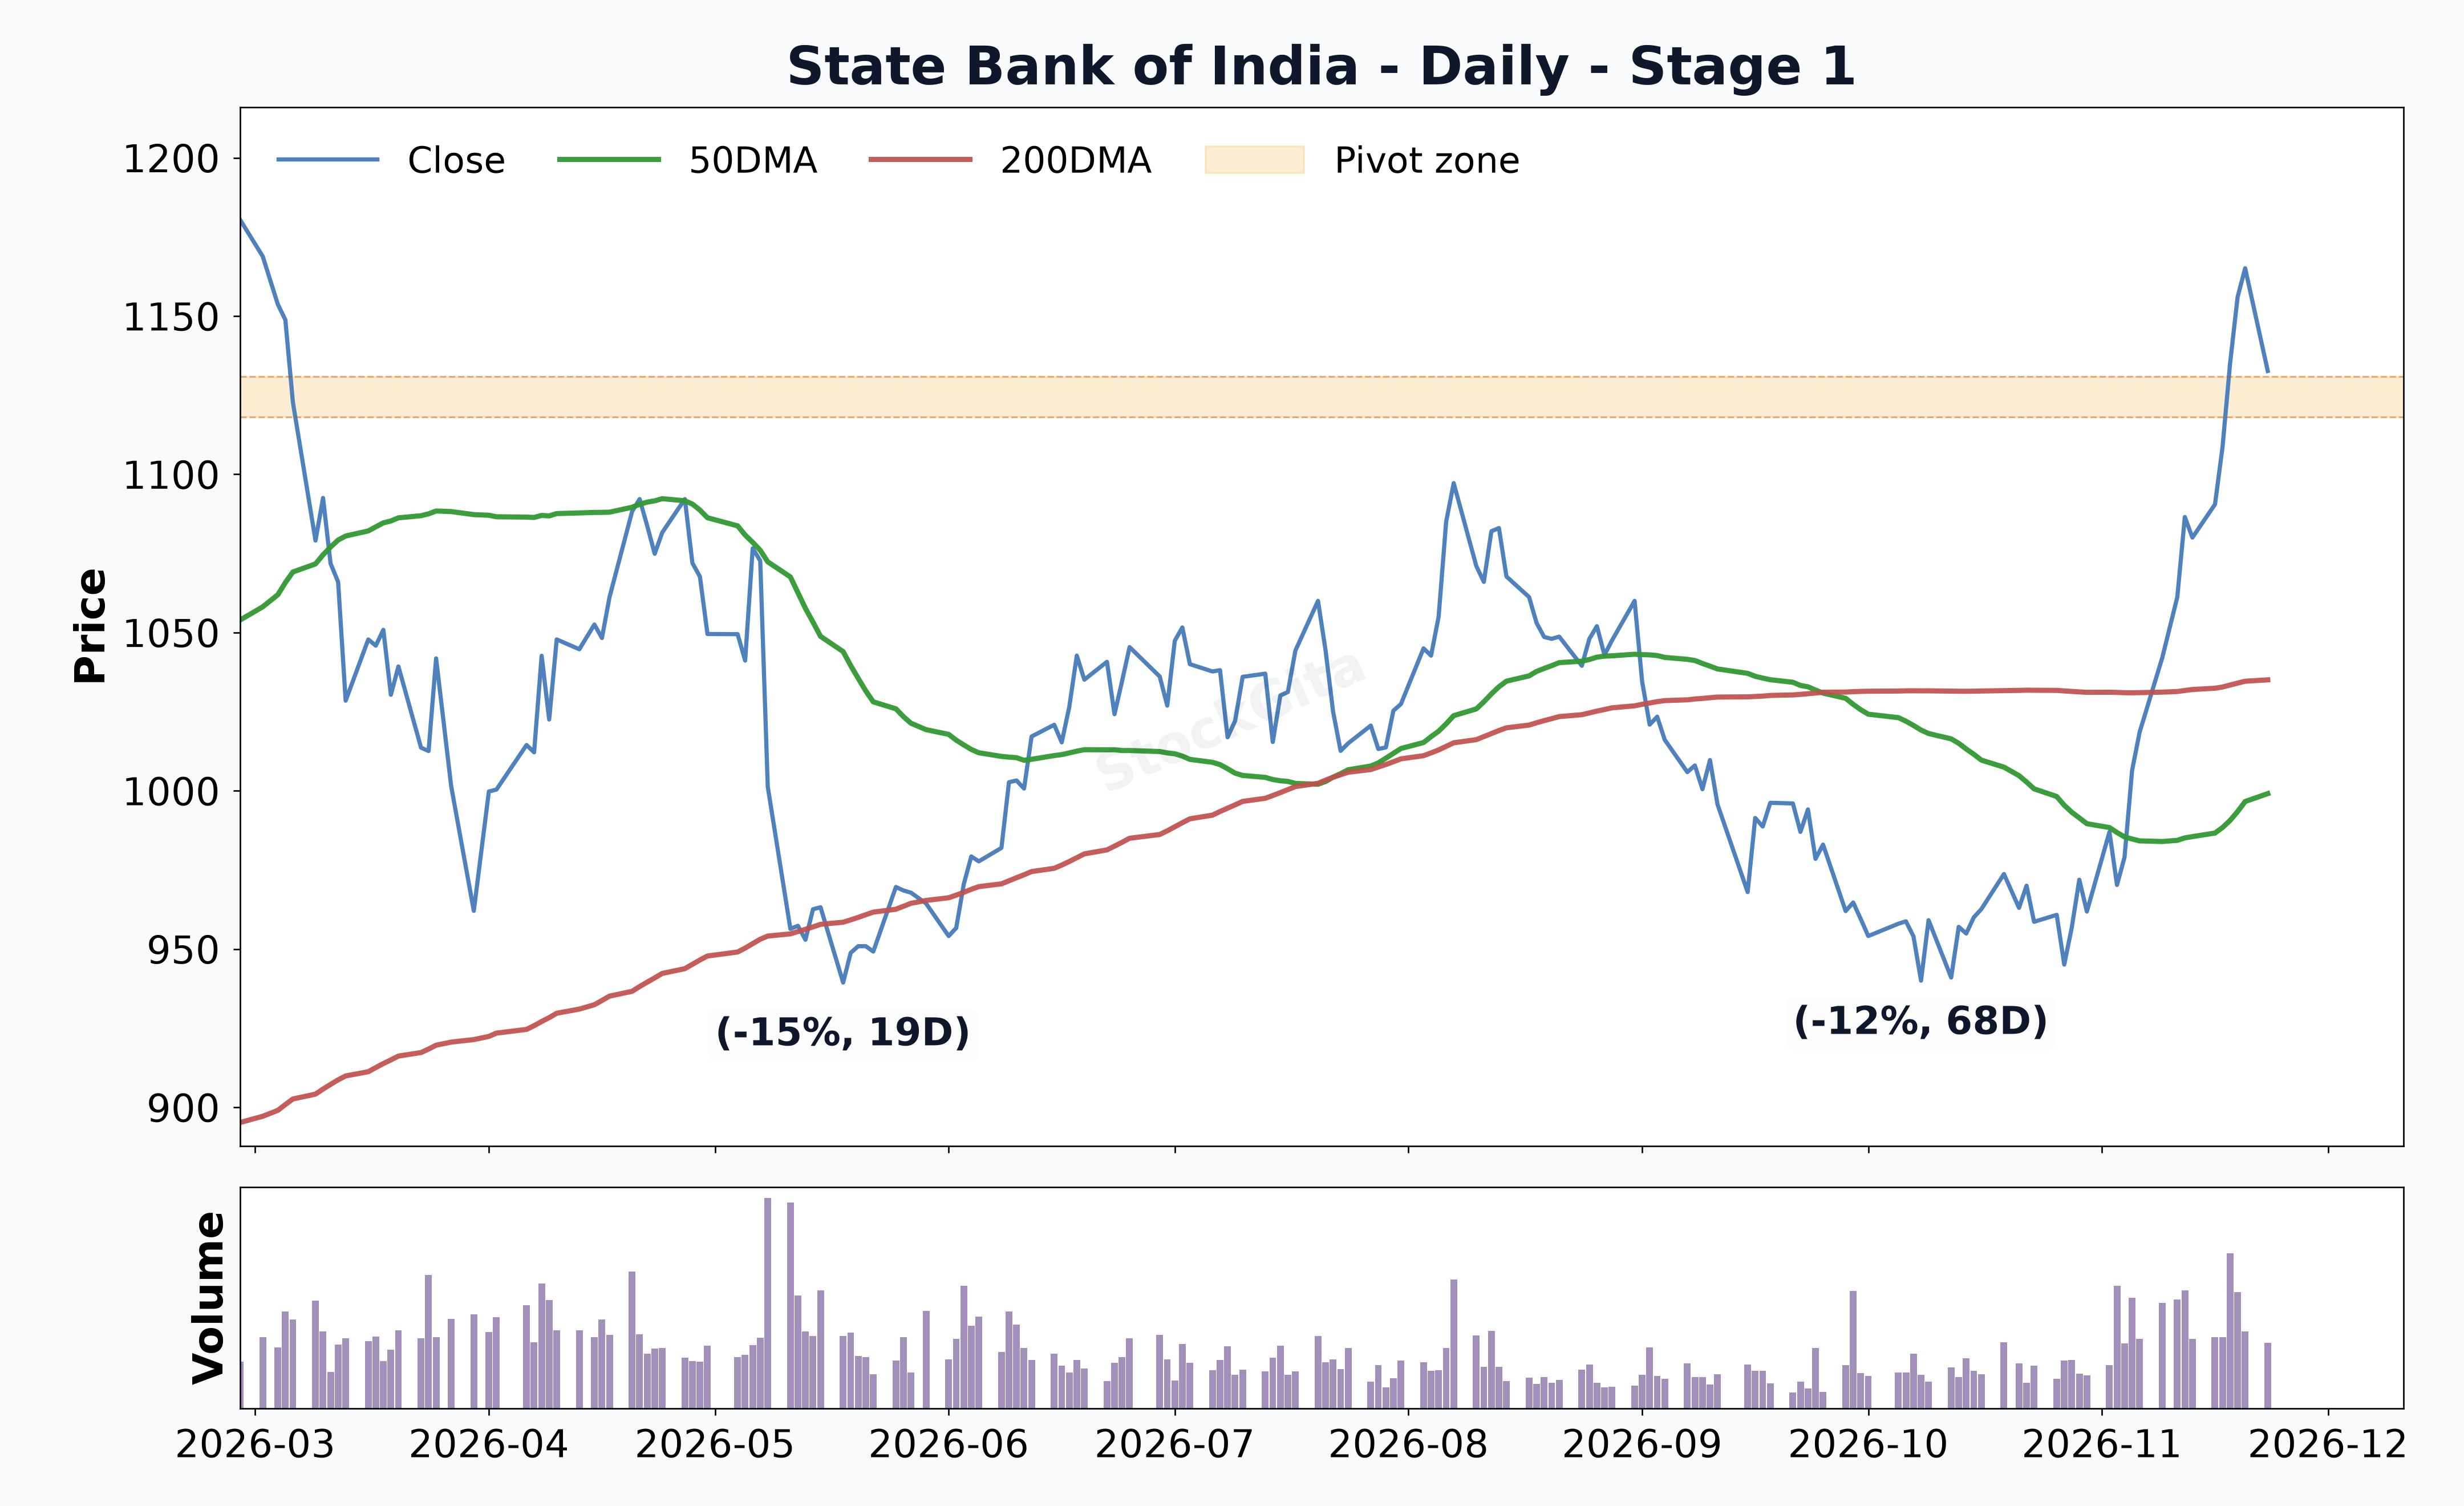 State Bank of India - Daily - Stage 1
Close 50DMA 200DMA Pivot zone
1200
1150
1100
1050
1000
950
900
Price
StockGita
(-15%, 19D)
(-12%, 68D)
Volume
2026-03 2026-04 2026-05 2026-06 2026-07 2026-08 2026-09 2026-10 2026-11 2026-12